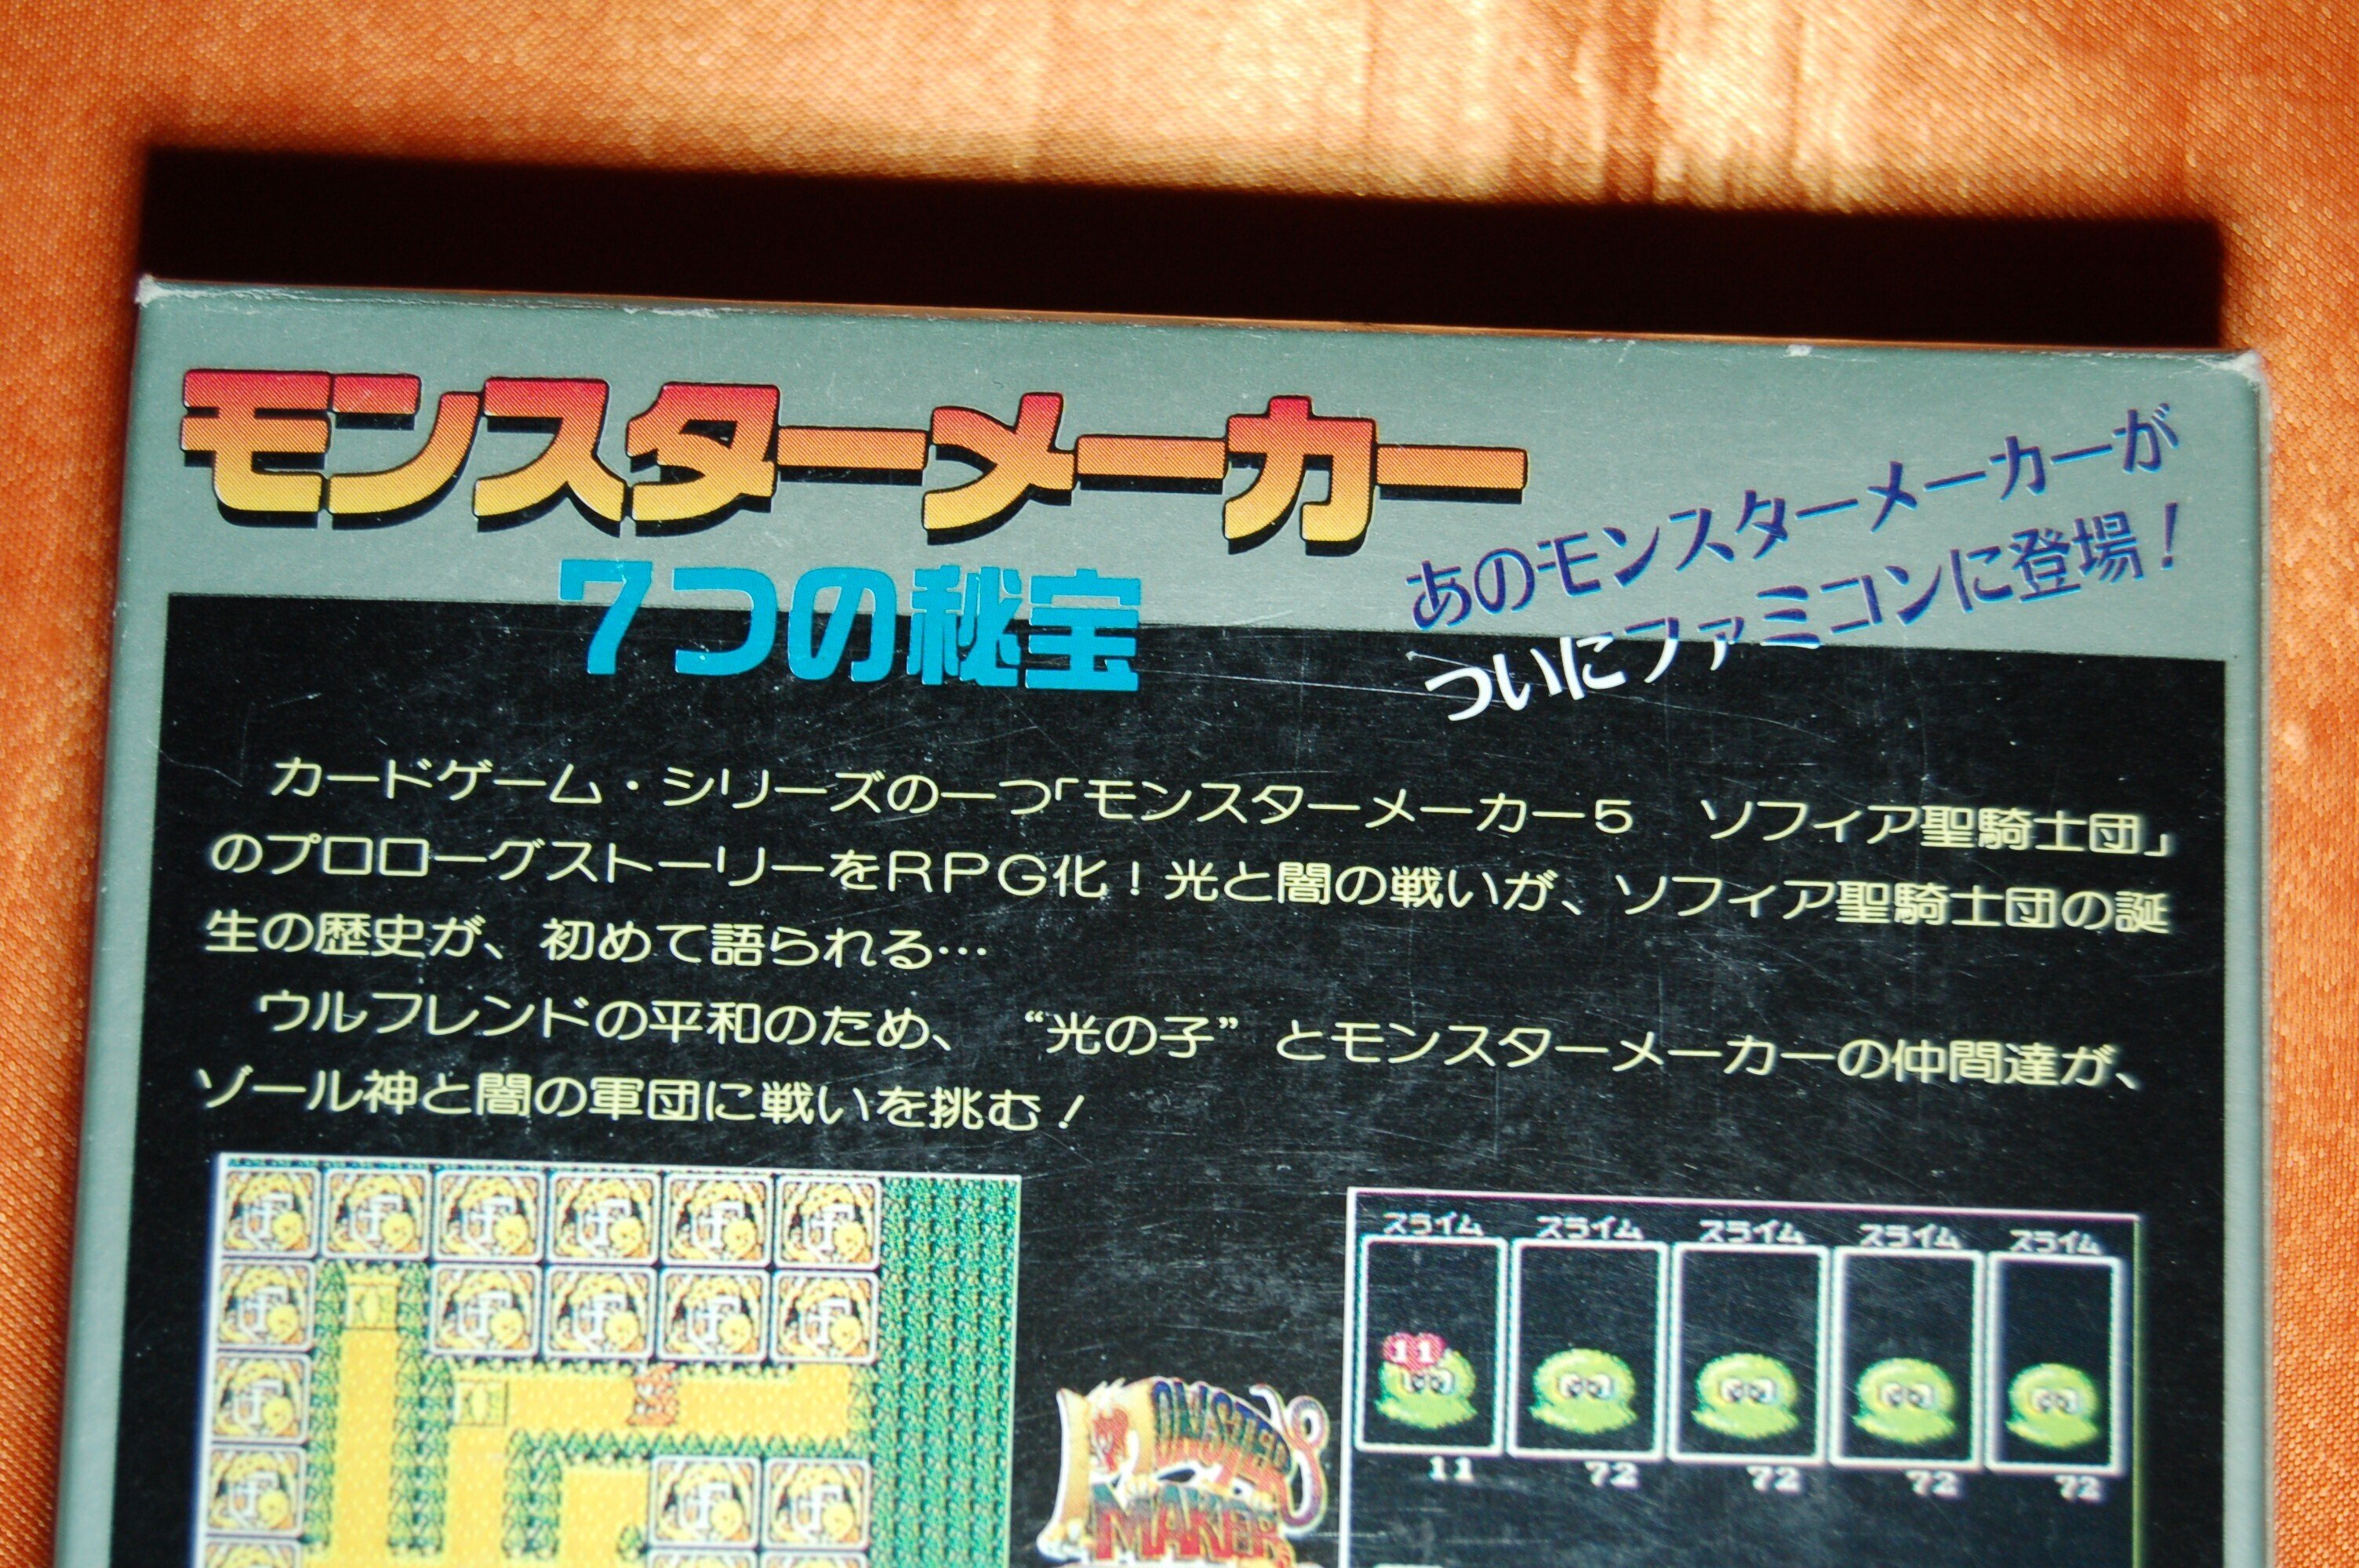 モンスターメーカー
7つの秘宝
あのモンスターメーカーが
ついにファミコンに登場！
カードゲーム・シリーズの一つ「モンスターメーカー5　ソフィア聖騎士団」
のプロローグストーリーをRPG化！光と闇の戦いが、ソフィア聖騎士団の誕
生の歴史が、初めて語られる…
ウルフレンドの平和のため、“光の子”とモンスターメーカーの仲間達が、
ゾール神と闇の軍団に戦いを挑む！
スライム スライム スライム スライム スライム
11
11 72 72 72 72
MONSTER
MAKER